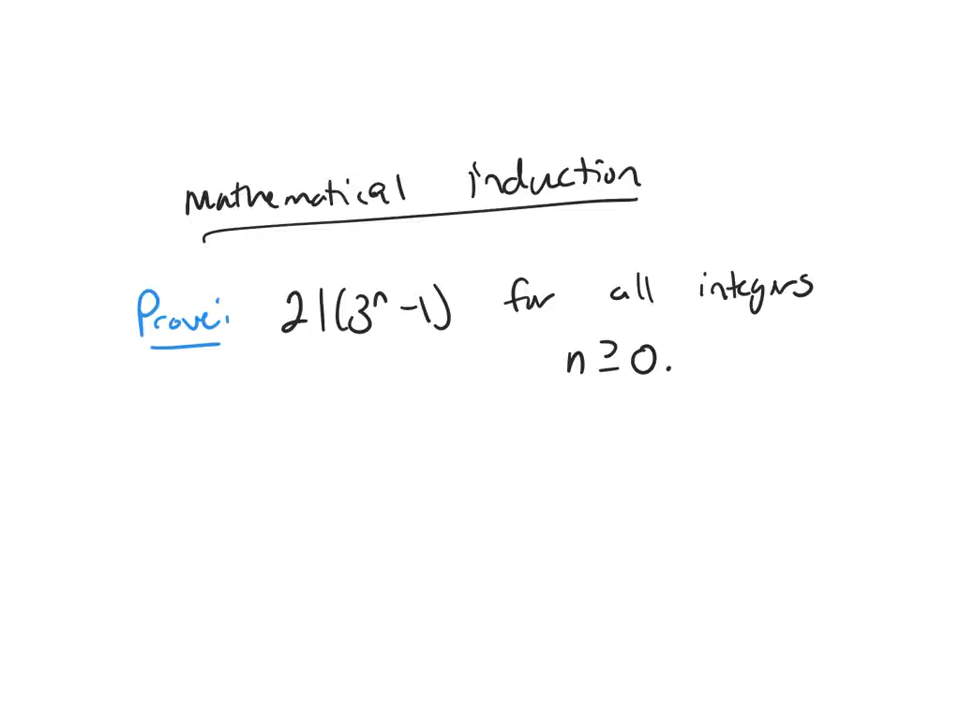 Mathematical induction
Prove: 2|(3ⁿ-1) for all integers
n ≥ 0.